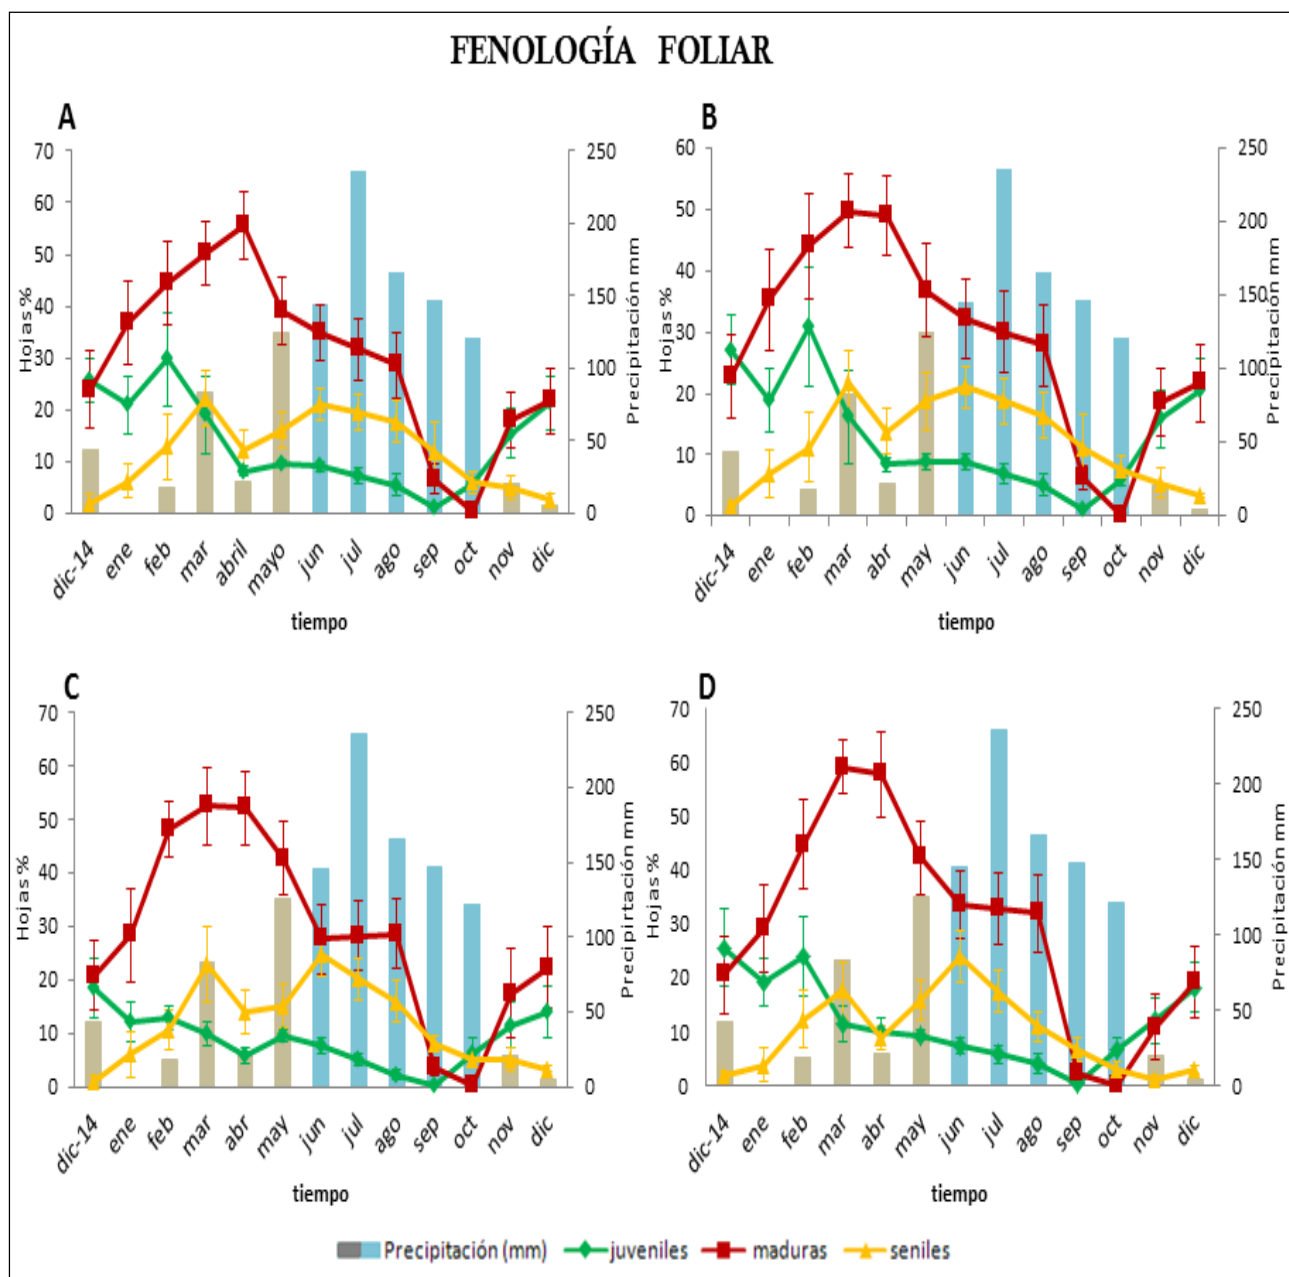 FENOLOGÍA FOLIAR
A
70
60
50
40
30
20
10
0
Hojas %
250
200
150
100
50
0
Precipitación mm
dic-14 ene feb mar abril mayo jun jul ago sep oct nov dic
tiempo
B
60
50
40
30
20
10
0
Hojas %
250
200
150
100
50
0
Precipitación mm
dic-14 ene feb mar abr may jun jul ago sep oct nov dic
tiempo
C
70
60
50
40
30
20
10
0
Hojas %
250
200
150
100
50
0
Precipirtación mm
dic-14 ene feb mar abr may jun jul ago sep oct nov dic
tiempo
D
70
60
50
40
30
20
10
0
Hojas %
250
200
150
100
50
0
Precipitación mm
dic-14 ene feb mar abr may jun jul ago sep oct nov dic
tiempo
Precipitación (mm) juveniles maduras seniles